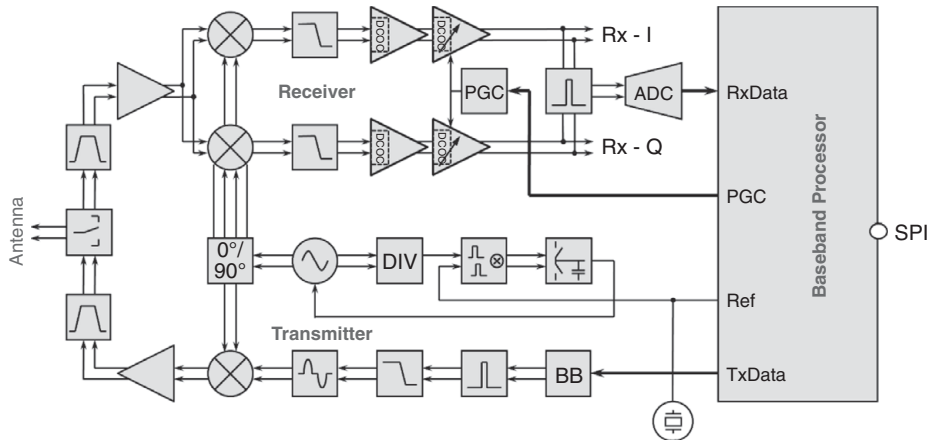 Rx - I
DCOC
DCOC
Receiver
PGC
ADC
RxData
DCOC
DCOC
Rx - Q
PGC
Antenna
Baseband Processor
SPI
0°/
90°
DIV
Ref
Transmitter
BB
TxData